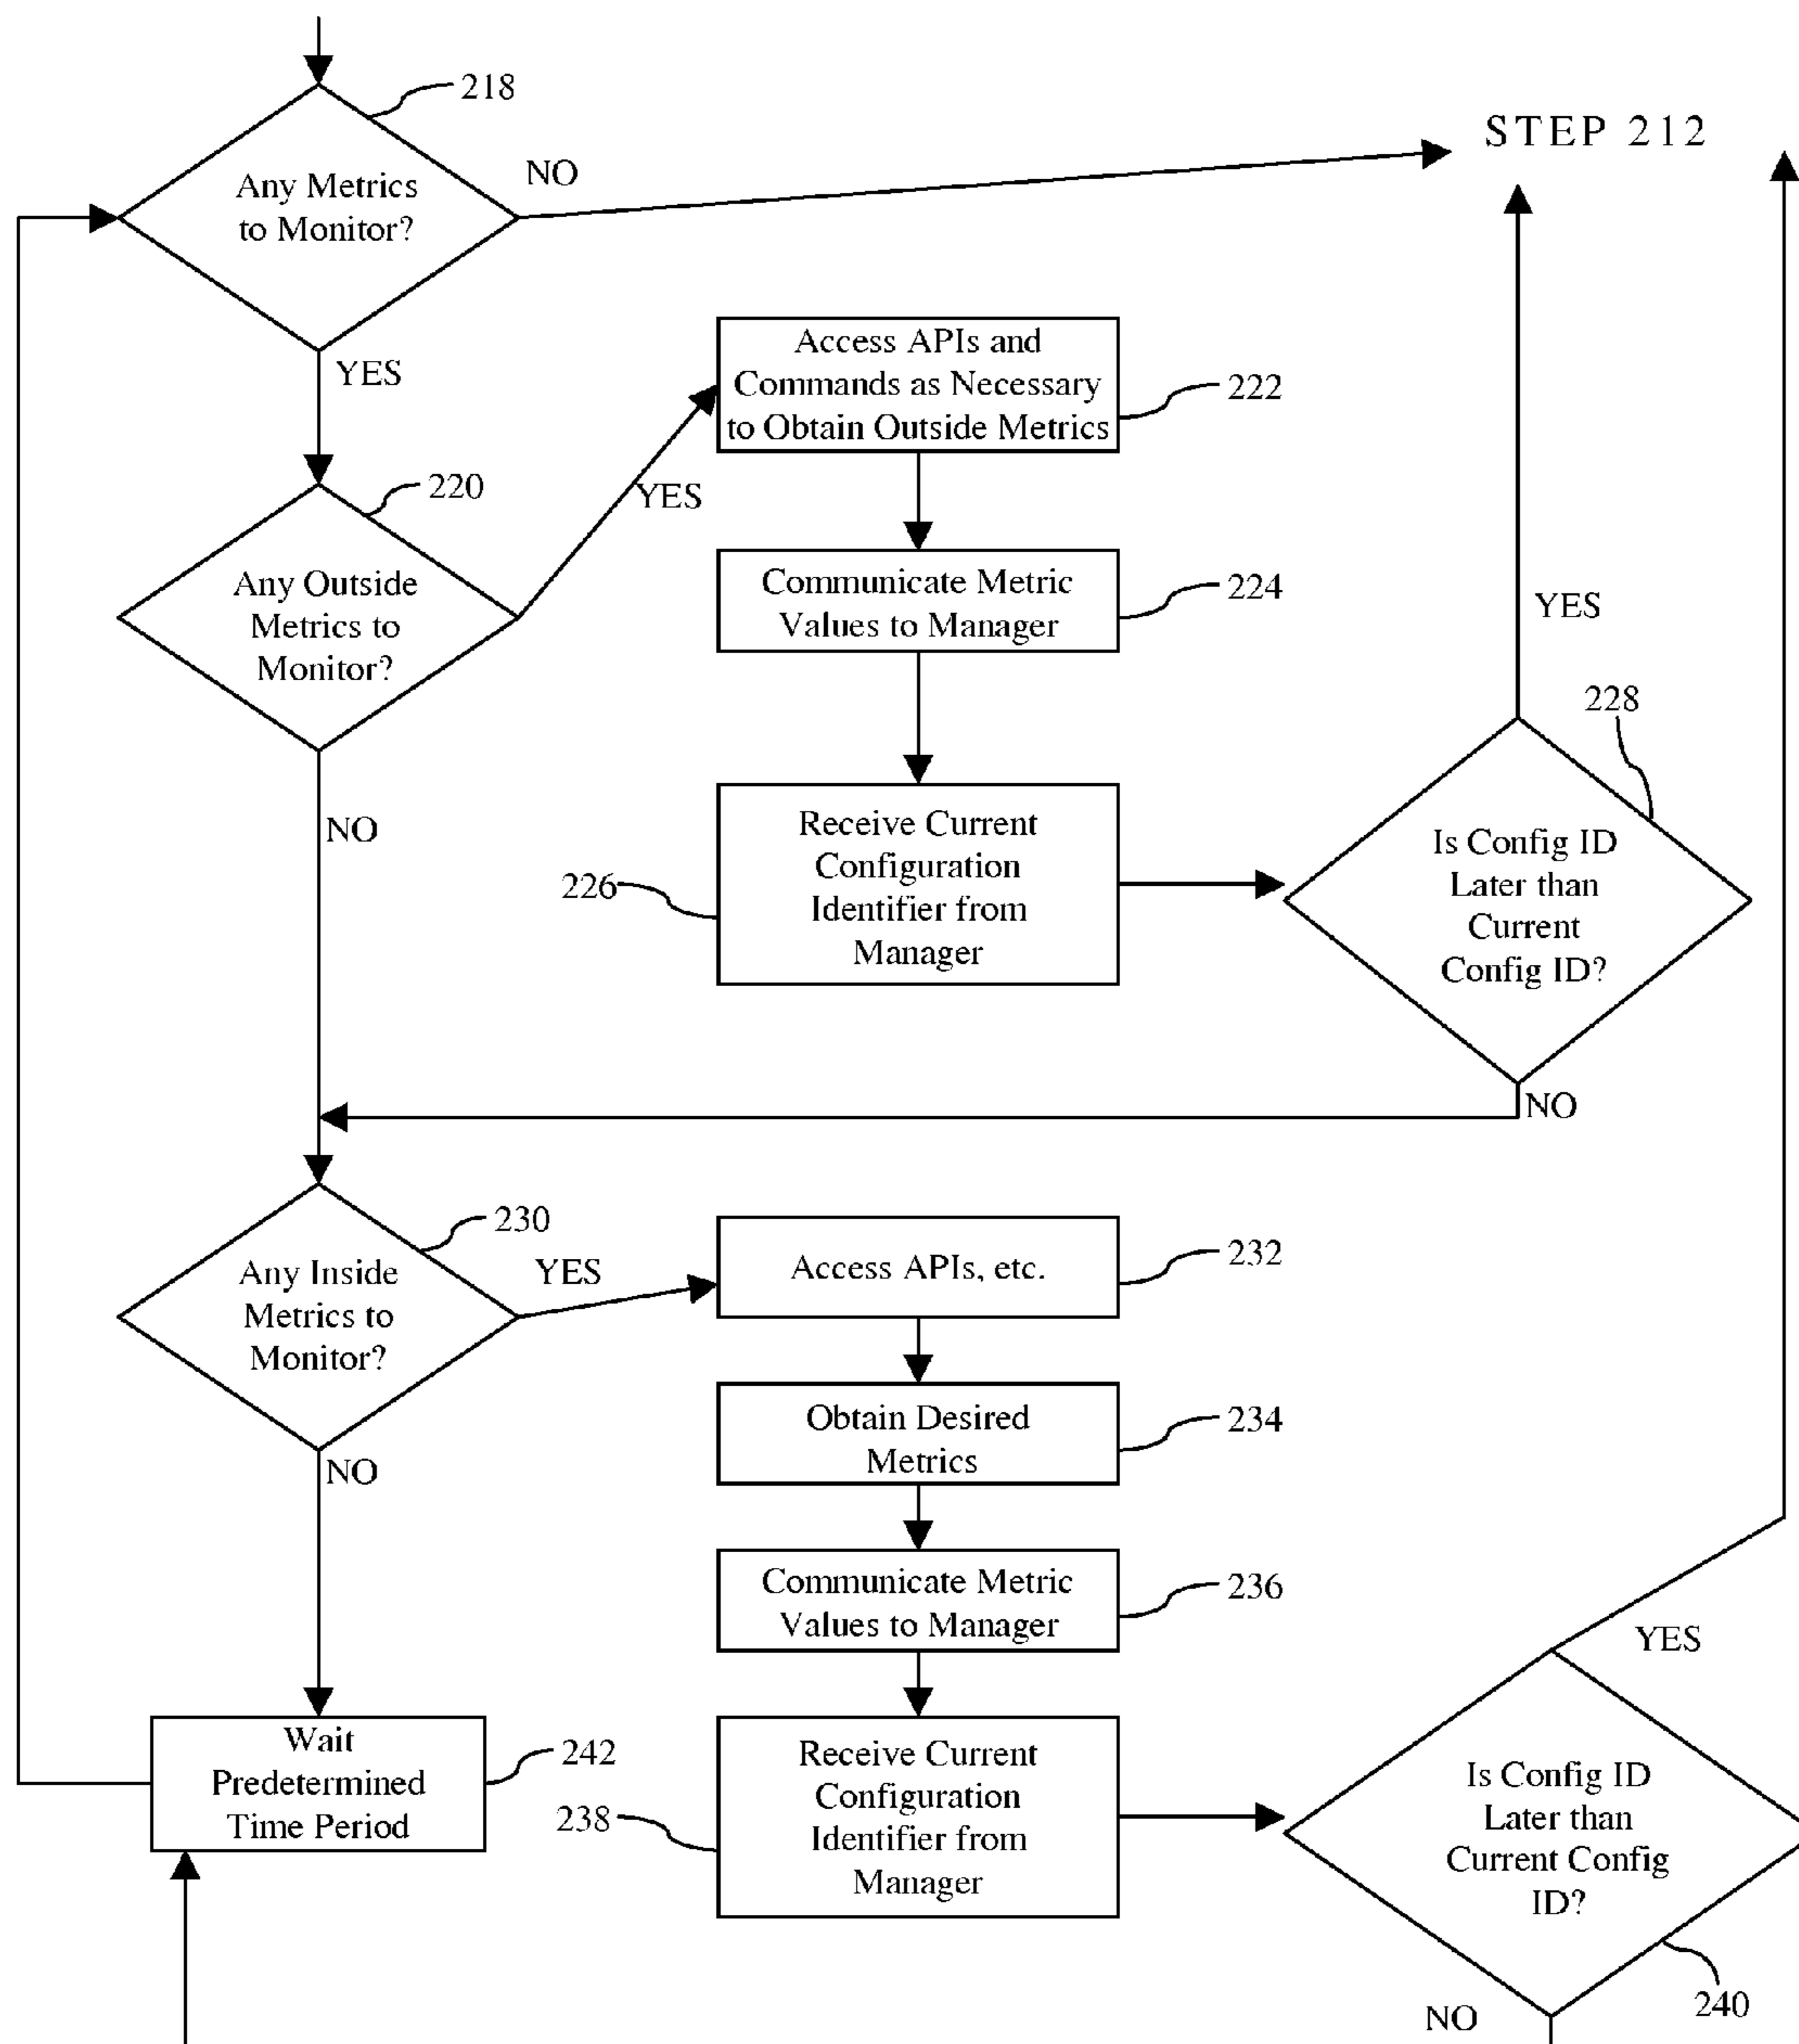 218
STEP 212
Any Metrics
to Monitor?
NO
YES
Access APIs and
Commands as Necessary
to Obtain Outside Metrics
222
220
YES
Any Outside
Metrics to
Monitor?
Communicate Metric
Values to Manager
224
YES
228
NO
Receive Current
Configuration
Identifier from
Manager
226
Is Config ID
Later than
Current
Config ID?
NO
230
Any Inside
Metrics to
Monitor?
YES
Access APIs, etc.
232
Obtain Desired
Metrics
234
NO
Communicate Metric
Values to Manager
236
YES
Wait
Predetermined
Time Period
242
Receive Current
Configuration
Identifier from
Manager
238
Is Config ID
Later than
Current Config
ID?
240
NO